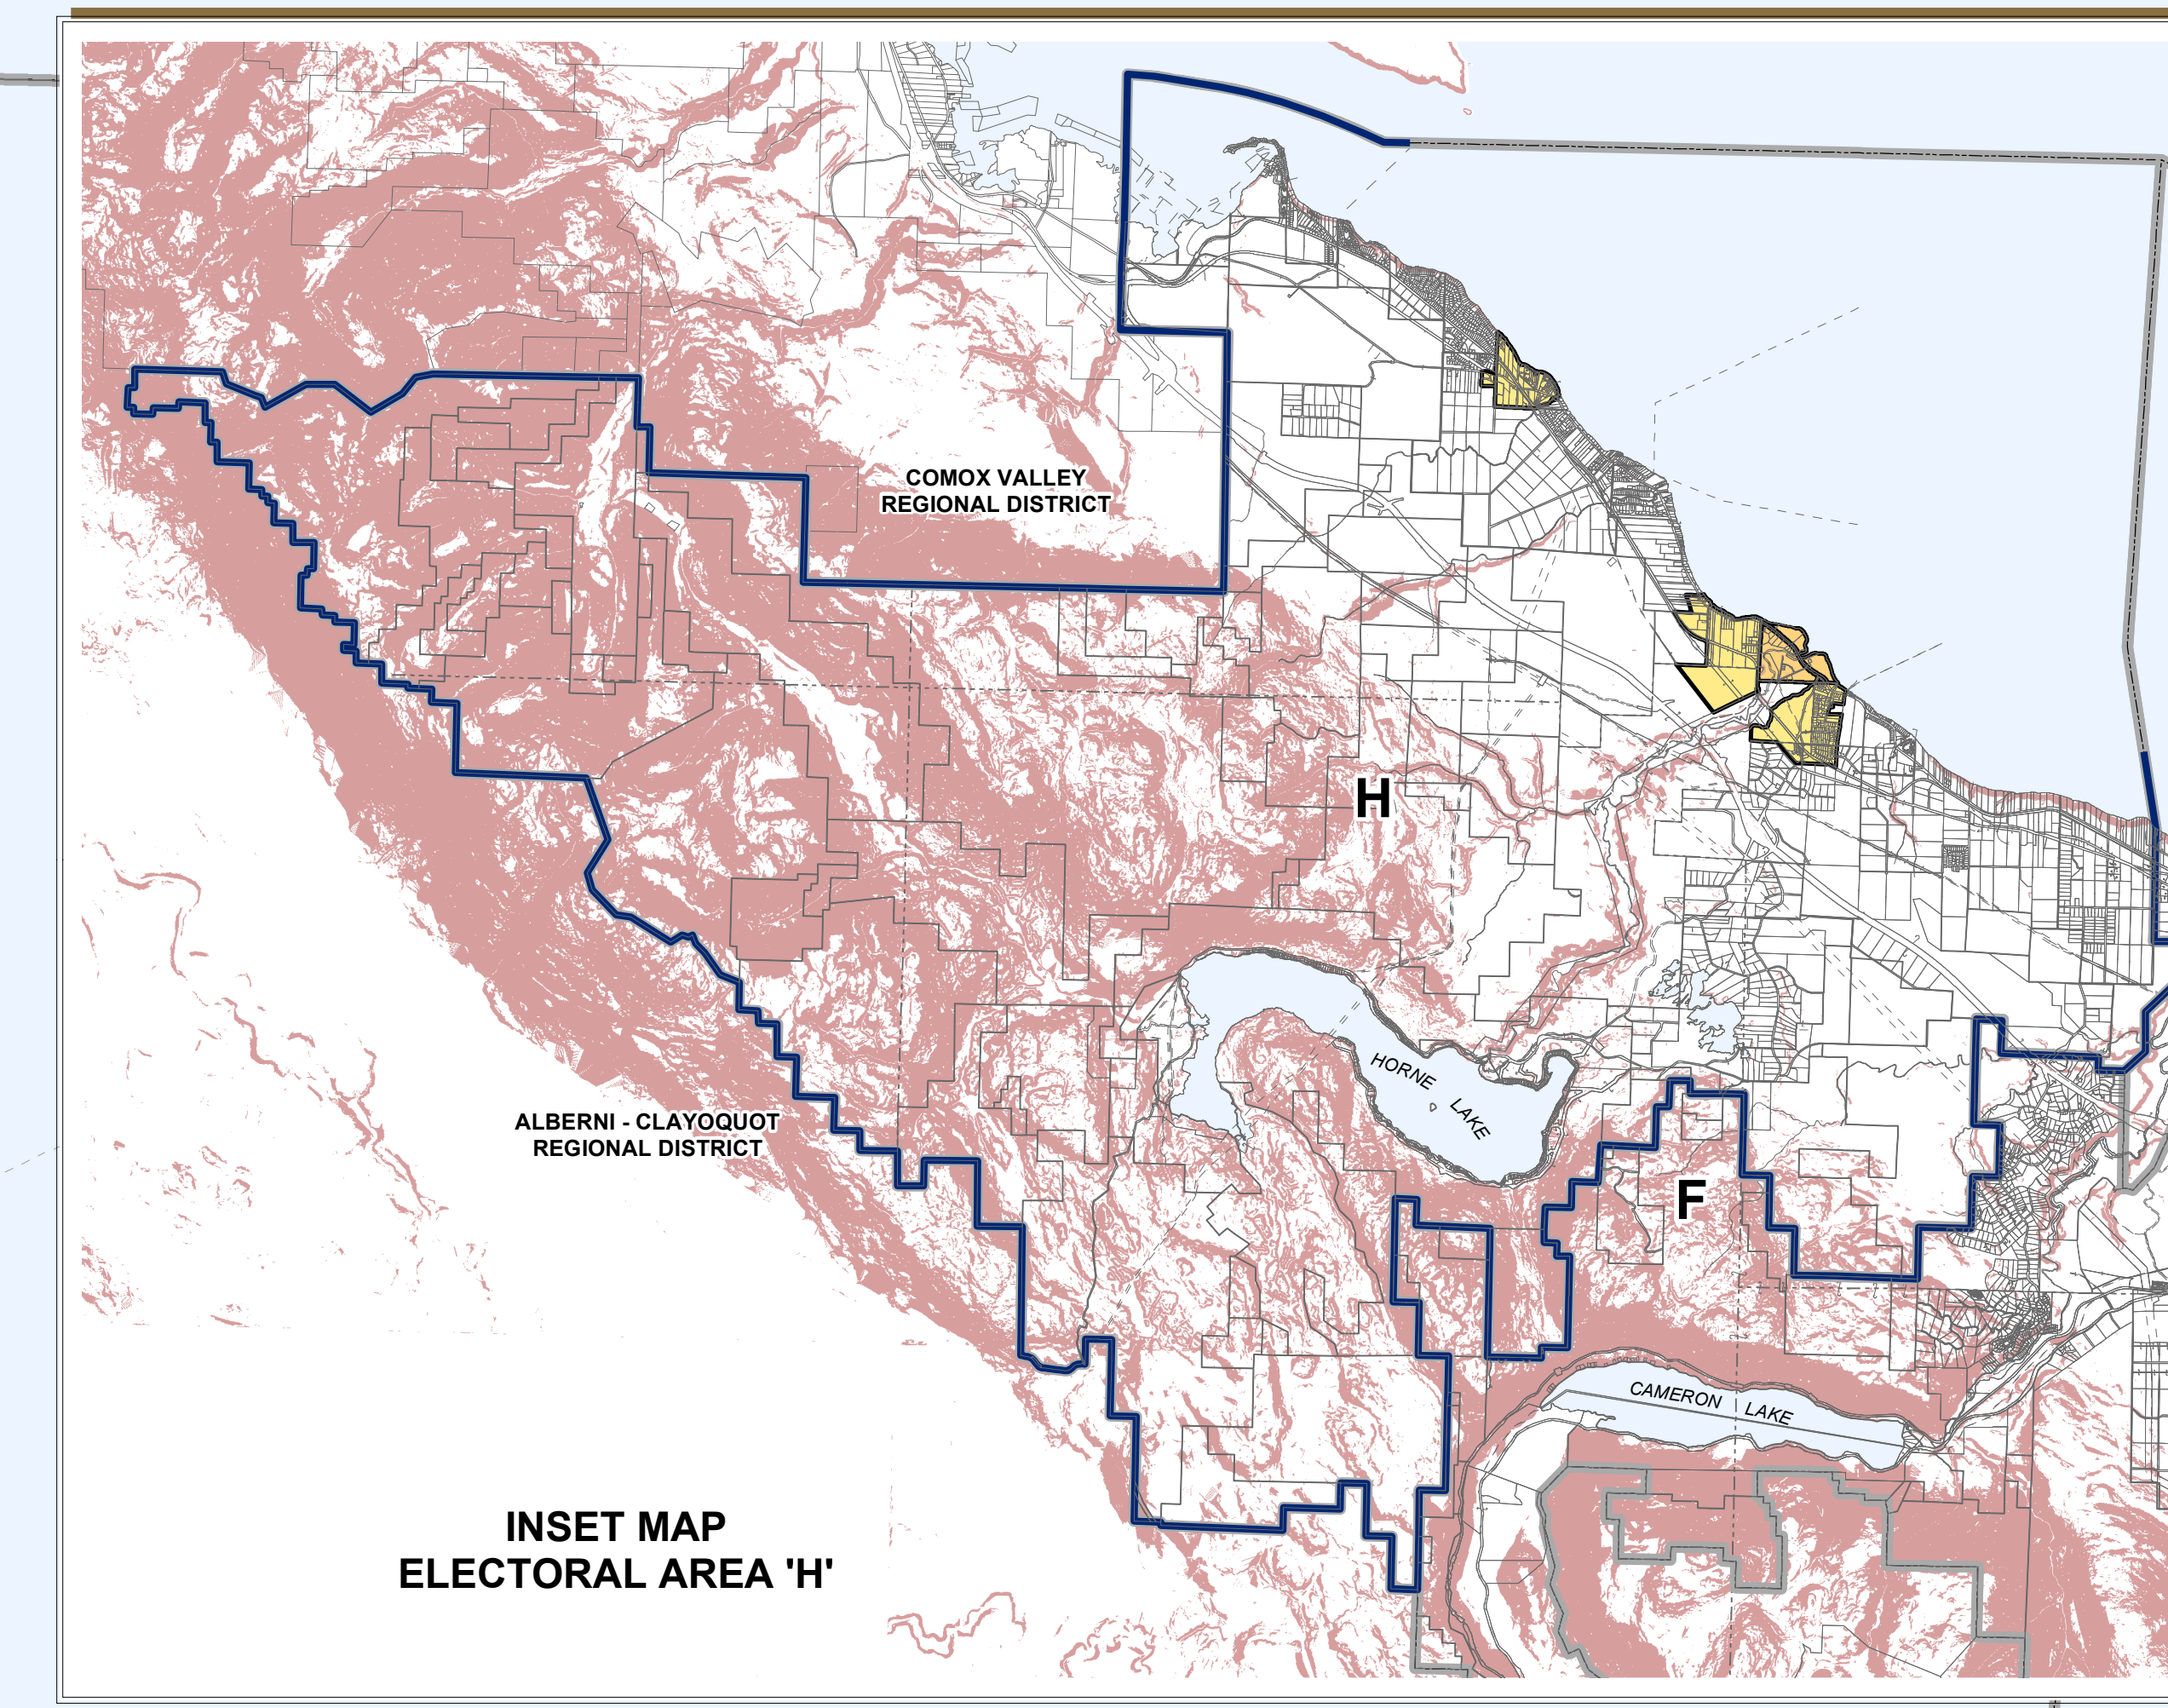 COMOX VALLEY
REGIONAL DISTRICT
H
HORNE
LAKE
ALBERNI - CLAYOQUOT
REGIONAL DISTRICT
F
CAMERON LAKE
INSET MAP
ELECTORAL AREA 'H'